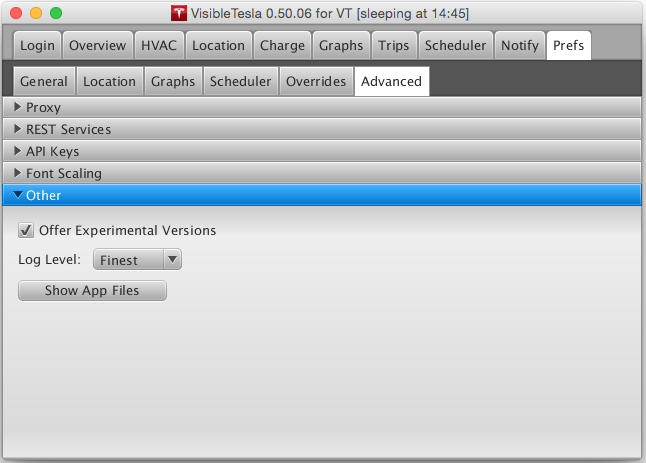 VisibleTesla 0.50.06 for VT [sleeping at 14:45]
Login Overview HVAC Location Charge Graphs Trips Scheduler Notify Prefs
General Location Graphs Scheduler Overrides Advanced
Proxy
REST Services
API Keys
Font Scaling
Other
Offer Experimental Versions
Log Level: Finest
Show App Files